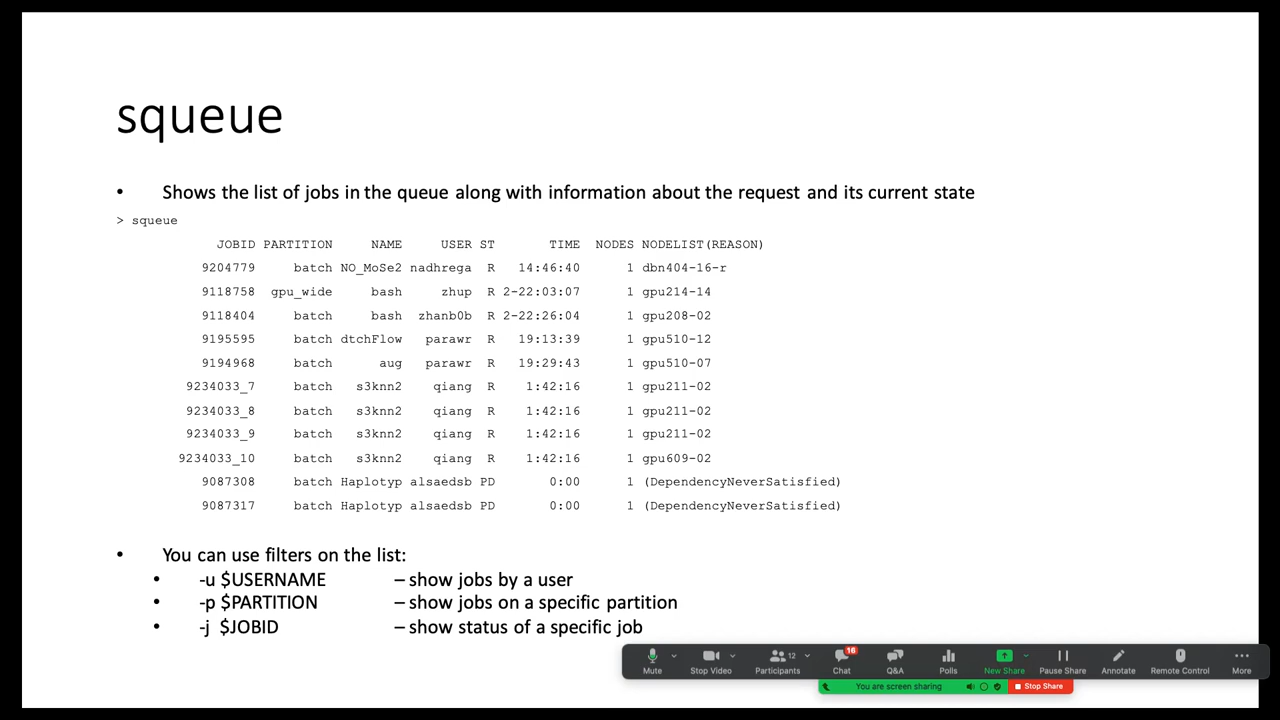 squeue
• Shows the list of jobs in the queue along with information about the request and its current state
> squeue
JOBID PARTITION NAME USER ST TIME NODES NODELIST(REASON)
9204779 batch NO_MoSe2 nadhrega R 14:46:40 1 dbn404-16-r
9118758 gpu_wide bash zhup R 2-22:03:07 1 gpu214-14
9118404 batch bash zhanb0b R 2-22:26:04 1 gpu208-02
9195595 batch dtchFlow parawr R 19:13:39 1 gpu510-12
9194968 batch aug parawr R 19:29:43 1 gpu510-07
9234033_7 batch s3knn2 qiang R 1:42:16 1 gpu211-02
9234033_8 batch s3knn2 qiang R 1:42:16 1 gpu211-02
9234033_9 batch s3knn2 qiang R 1:42:16 1 gpu211-02
9234033_10 batch s3knn2 qiang R 1:42:16 1 gpu609-02
9087308 batch Haplotyp alsaedsb PD 0:00 1 (DependencyNeverSatisfied)
9087317 batch Haplotyp alsaedsb PD 0:00 1 (DependencyNeverSatisfied)
• You can use filters on the list:
• -u $USERNAME – show jobs by a user
• -p $PARTITION – show jobs on a specific partition
• -j $JOBID – show status of a specific job
12 16
Mute Stop Video Participants Chat Q&A Polls New Share Pause Share Annotate Remote Control More
You are screen sharing Stop Share